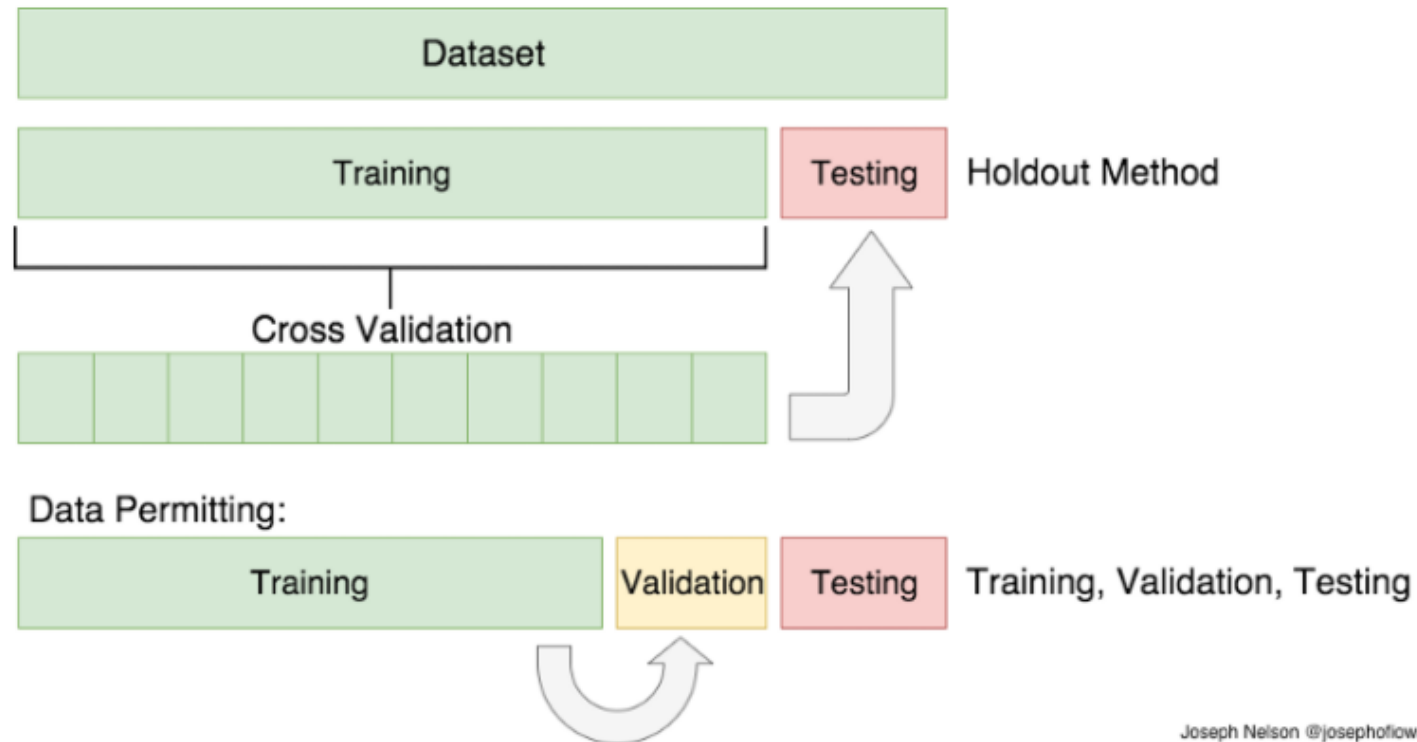 Dataset
Training Testing Holdout Method
Cross Validation
Data Permitting:
Training Validation Testing Training, Validation, Testing
Joseph Nelson @josephofiow